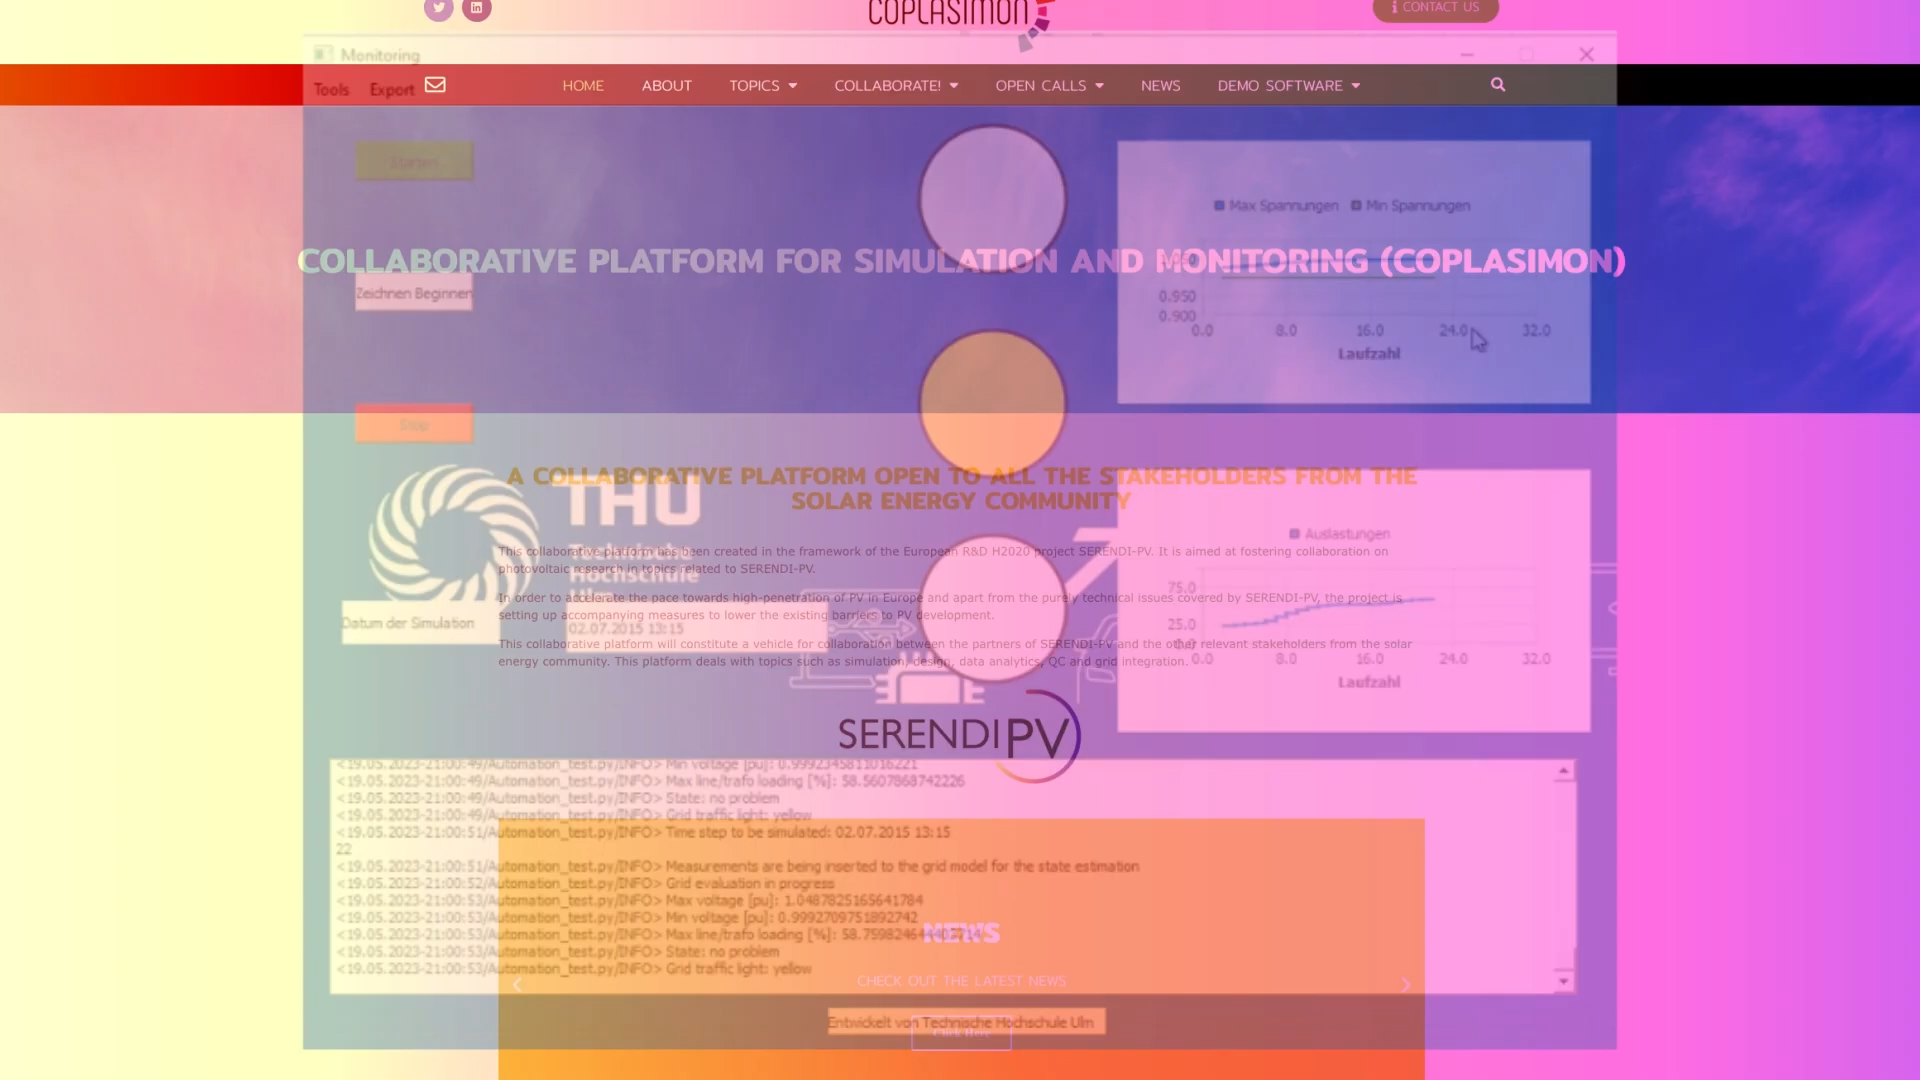 COPLASIMON
CONTACT US
Monitoring
Tools Export
HOME ABOUT TOPICS COLLABORATE! OPEN CALLS NEWS DEMO SOFTWARE
Starten
Max Spannungen Min Spannungen
COLLABORATIVE PLATFORM FOR SIMULATION AND MONITORING (COPLASIMON)
Zeichnen Beginnen
0.950
0.900
0.0 8.0 16.0 24.0 32.0
Laufzahl
Stop
A COLLABORATIVE PLATFORM OPEN TO ALL THE STAKEHOLDERS FROM THE
SOLAR ENERGY COMMUNITY
THU
Technische
Hochschule
Auslastungen
This collaborative platform has been created in the framework of the European R&D H2020 project SERENDI-PV. It is aimed at fostering collaboration on
photovoltaic research in topics related to SERENDI-PV.
In order to accelerate the pace towards high-penetration of PV in Europe and apart from the purely technical issues covered by SERENDI-PV, the project is
setting up accompanying measures to lower the existing barriers to PV development.
This collaborative platform will constitute a vehicle for collaboration between the partners of SERENDI-PV and the other relevant stakeholders from the solar
energy community. This platform deals with topics such as simulation, design, data analytics, QC and grid integration.
Datum der Simulation
02.07.2015 13:15
75.0
25.0
0.0 8.0 16.0 24.0 32.0
Laufzahl
SERENDIPV
<19.05.2023-21:00:49/Automation_test.py/INFO> Min voltage [pu]: 0.9992345811016221
<19.05.2023-21:00:49/Automation_test.py/INFO> Max line/trafo loading [%]: 58.5607868742226
<19.05.2023-21:00:49/Automation_test.py/INFO> State: no problem
<19.05.2023-21:00:49/Automation_test.py/INFO> Grid traffic light: yellow
<19.05.2023-21:00:51/Automation_test.py/INFO> Time step to be simulated: 02.07.2015 13:15
22
<19.05.2023-21:00:51/Automation_test.py/INFO> Measurements are being inserted to the grid model for the state estimation
<19.05.2023-21:00:52/Automation_test.py/INFO> Grid evaluation in progress
<19.05.2023-21:00:53/Automation_test.py/INFO> Max voltage [pu]: 1.0487825165641784
<19.05.2023-21:00:53/Automation_test.py/INFO> Min voltage [pu]: 0.9992709751892742
<19.05.2023-21:00:53/Automation_test.py/INFO> Max line/trafo loading [%]:
<19.05.2023-21:00:53/Automation_test.py/INFO> State: no problem
<19.05.2023-21:00:53/Automation_test.py/INFO> Grid traffic light: yellow
NEWS
CHECK OUT THE LATEST NEWS
Entwickelt von Technische Hochschule Ulm
Click Here